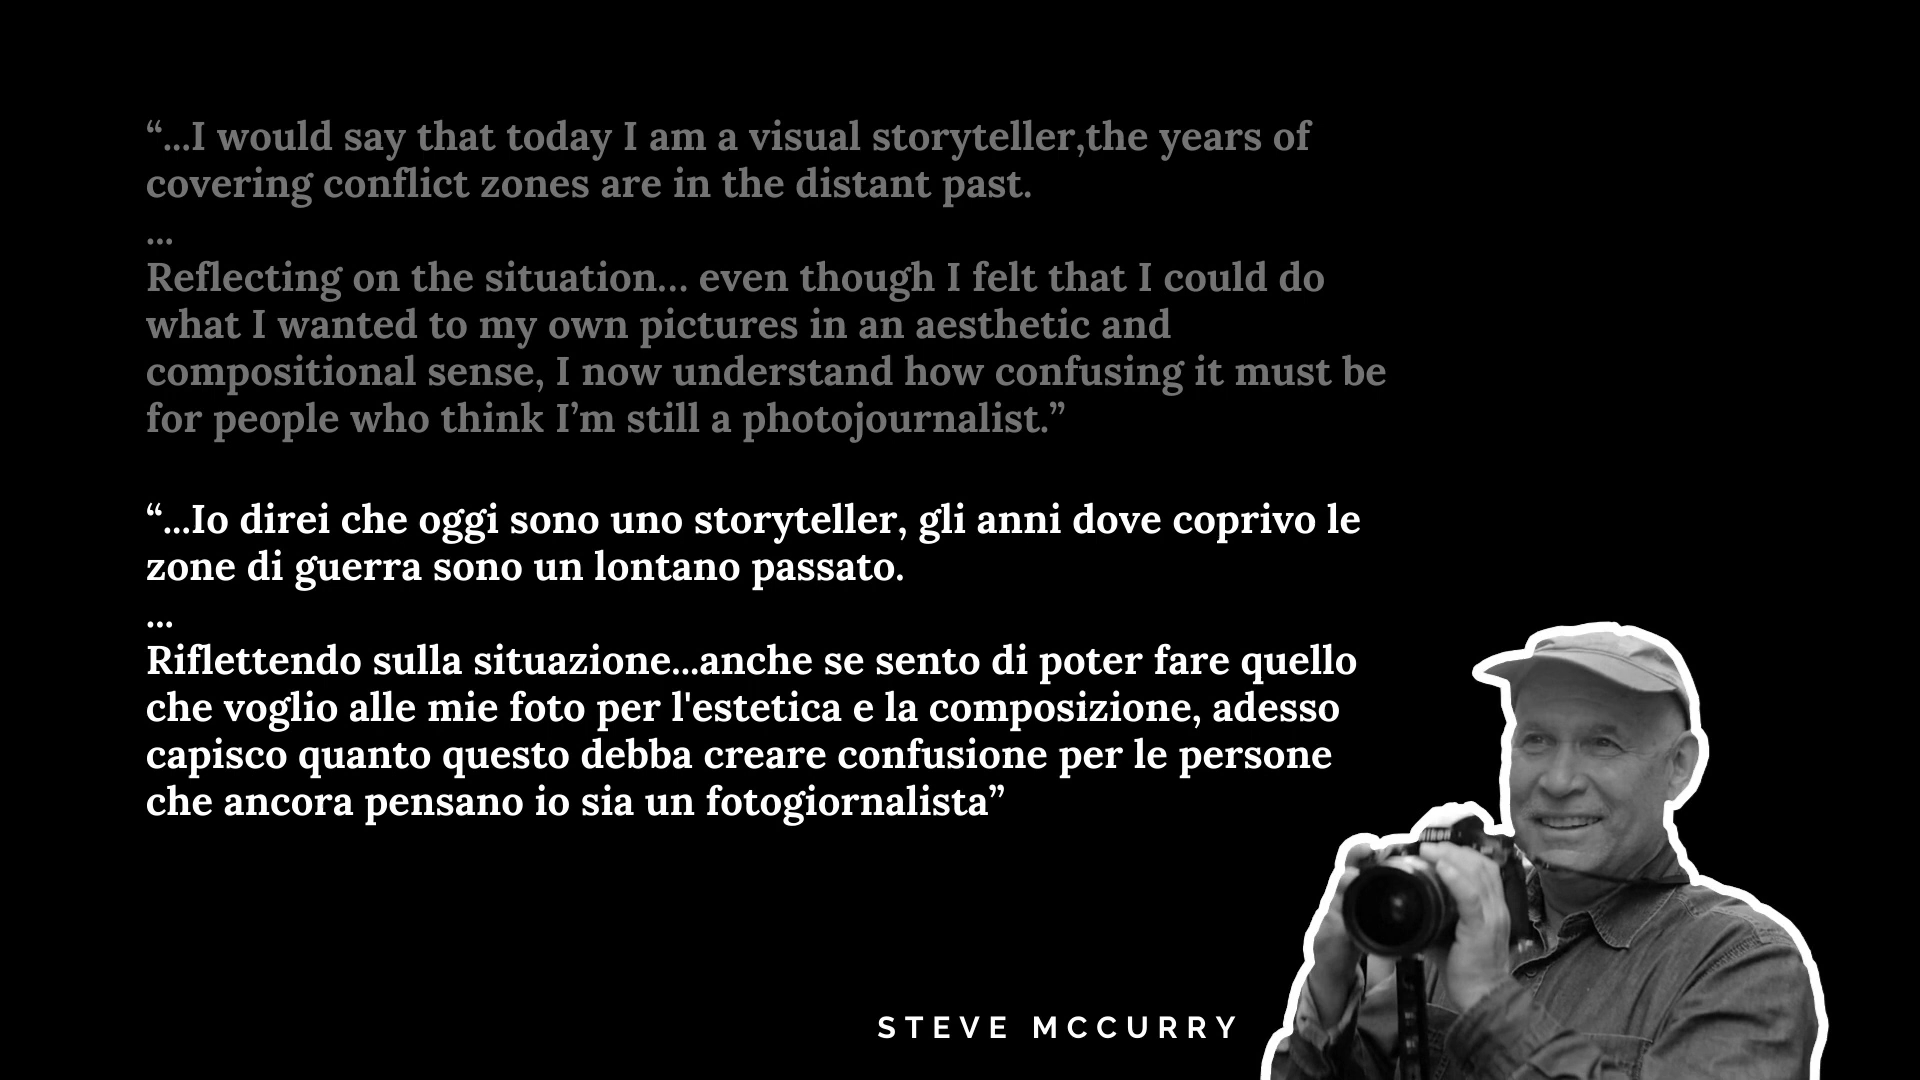 “...I would say that today I am a visual storyteller,the years of
covering conflict zones are in the distant past.
...
Reflecting on the situation... even though I felt that I could do
what I wanted to my own pictures in an aesthetic and
compositional sense, I now understand how confusing it must be
for people who think I’m still a photojournalist.”
“...Io direi che oggi sono uno storyteller, gli anni dove coprivo le
zone di guerra sono un lontano passato.
...
Riflettendo sulla situazione...anche se sento di poter fare quello
che voglio alle mie foto per l'estetica e la composizione, adesso
capisco quanto questo debba creare confusione per le persone
che ancora pensano io sia un fotogiornalista”
STEVE MCCURRY